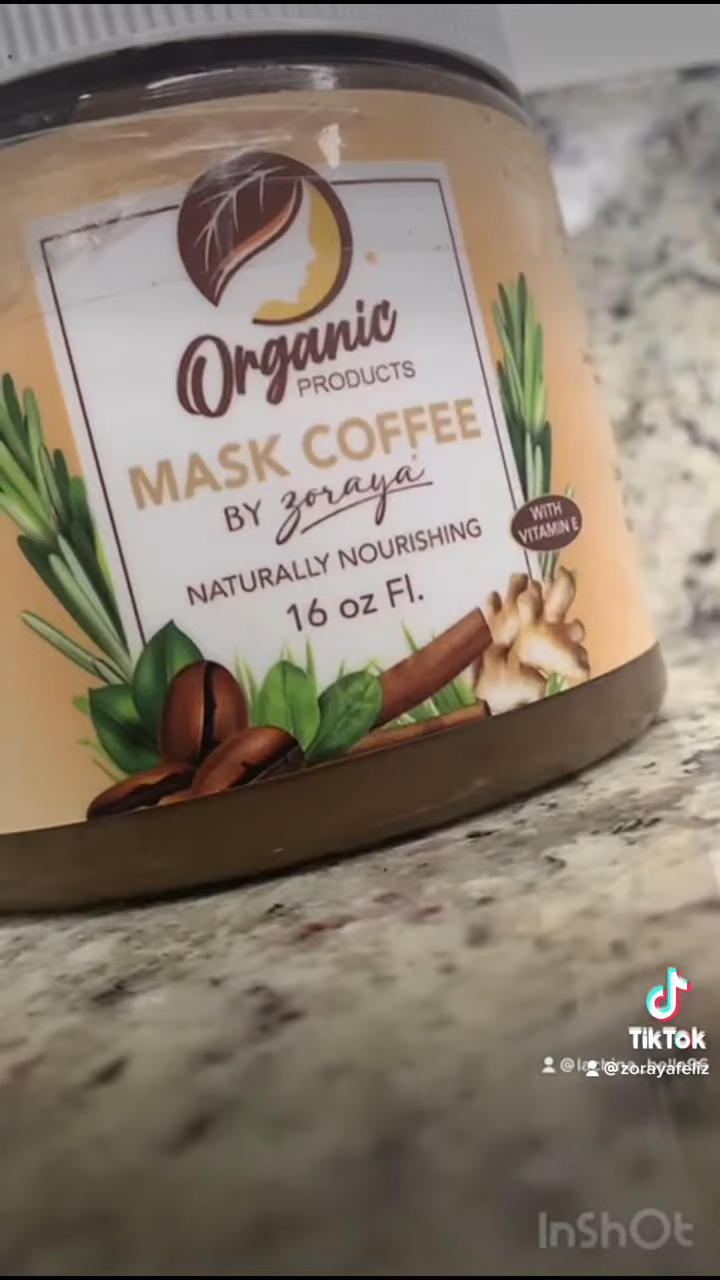 Organic
PRODUCTS
MASK COFFEE
BY zoraya
NATURALLY NOURISHING
16 oz Fl.
WITH
VITAMIN E
TikTok
@zorayafeliz
InShOt